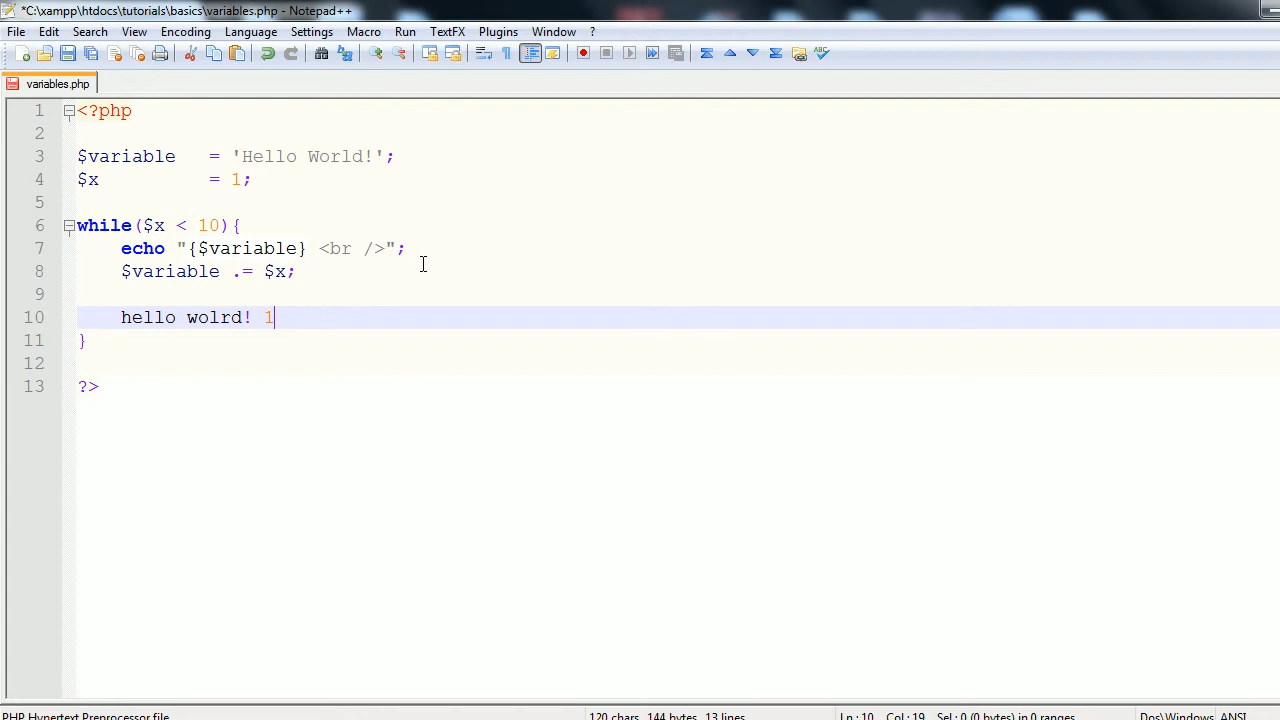 *C:\xampp\htdocs\tutorials\basics\variables.php - Notepad++
File Edit Search View Encoding Language Settings Macro Run TextFX Plugins Window ?
variables.php
1 <?php
2
3 $variable = 'Hello World!';
4 $x = 1;
5
6 while($x < 10){
7 echo "{$variable} <br />";
8 $variable .= $x;
9
10 hello wolrd! 1
11 }
12
13 ?>
PHP Hypertext Preprocessor file 120 chars 144 bytes 13 lines Ln : 10 Col : 19 Sel : 0 (0 bytes) in 0 ranges Dos\Windows ANSI